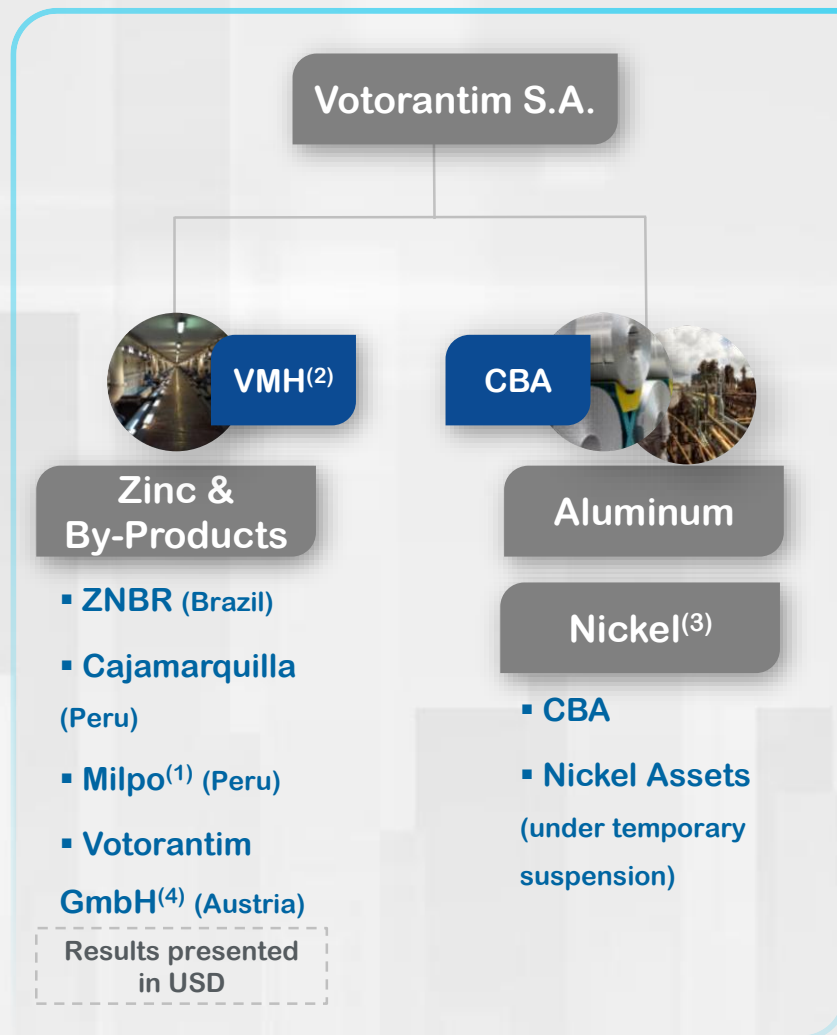 Votorantim S.A.
VMH(2)
Zinc &
By-Products
▪ ZNBR (Brazil)
▪ Cajamarquilla
(Peru)
▪ Milpo(1) (Peru)
▪ Votorantim
GmbH(4) (Austria)
Results presented
in USD
CBA
Aluminum
Nickel(3)
▪ CBA
▪ Nickel Assets
(under temporary
suspension)